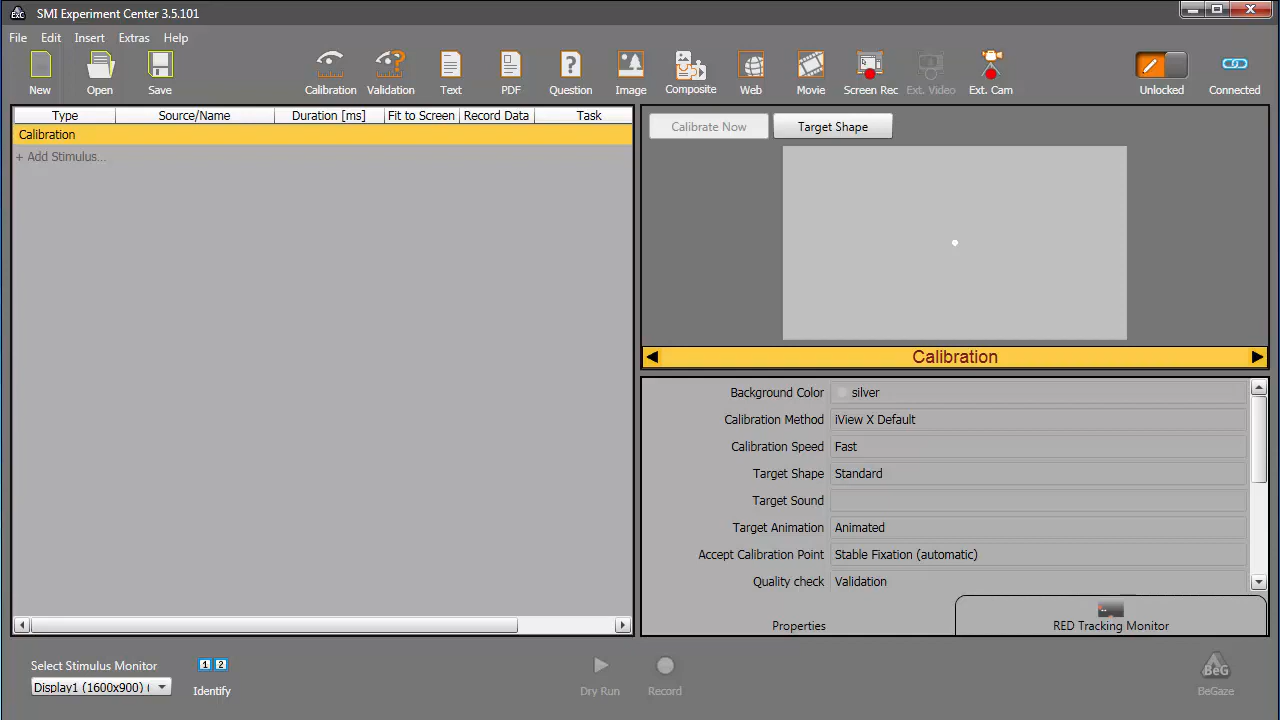 SMI Experiment Center 3.5.101
File Edit Insert Extras Help
New Open Save Calibration Validation Text PDF Question Image Composite Web Movie Screen Rec Ext. Video Ext. Cam Unlocked Connected
Type Source/Name Duration [ms] Fit to Screen Record Data Task
Calibration
+ Add Stimulus...
Calibrate Now Target Shape
Calibration
Background Color silver
Calibration Method iView X Default
Calibration Speed Fast
Target Shape Standard
Target Sound
Target Animation Animated
Accept Calibration Point Stable Fixation (automatic)
Quality check Validation
Properties RED Tracking Monitor
Select Stimulus Monitor 1 2
Display1 (1600x900) ( Identify Dry Run Record BeG BeGaze